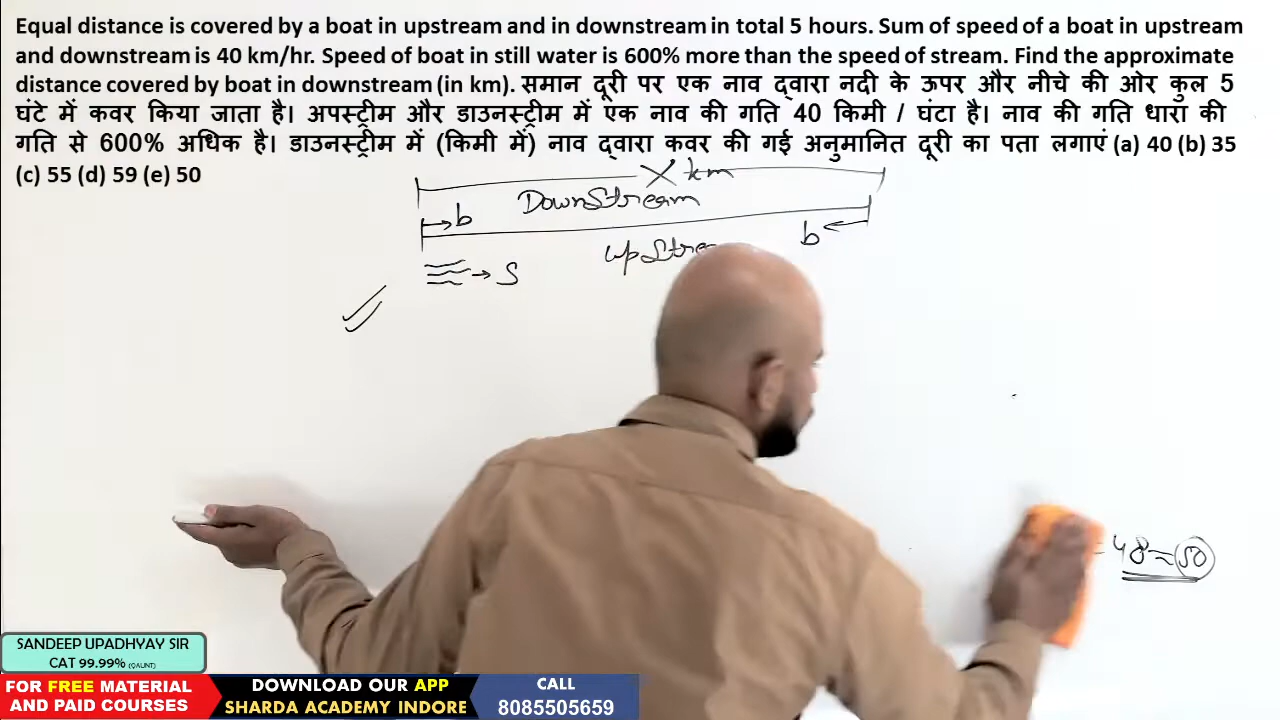 Equal distance is covered by a boat in upstream and in downstream in total 5 hours. Sum of speed of a boat in upstream
and downstream is 40 km/hr. Speed of boat in still water is 600% more than the speed of stream. Find the approximate
distance covered by boat in downstream (in km). समान दूरी पर एक नाव द्वारा नदी के ऊपर और नीचे की ओर कुल 5
घंटे में कवर किया जाता है। अपस्ट्रीम और डाउनस्ट्रीम में एक नाव की गति 40 किमी / घंटा है। नाव की गति धारा की
गति से 600% अधिक है। डाउनस्ट्रीम में (किमी में) नाव द्वारा कवर की गई अनुमानित दूरी का पता लगाएं (a) 40 (b) 35
(c) 55 (d) 59 (e) 50
X km
DownStream
b
b
→ S
= 48 ≈ 50
SANDEEP UPADHYAY SIR
CAT 99.99% (QAUNT)
FOR FREE MATERIAL
AND PAID COURSES
DOWNLOAD OUR APP
SHARDA ACADEMY INDORE
CALL
8085505659